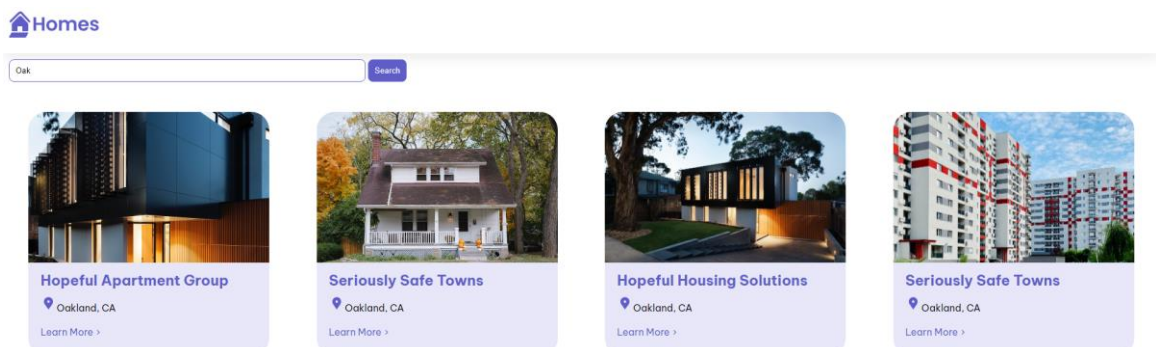 Homes
Oak
Search
Hopeful Apartment Group
Oakland, CA
Learn More >
Seriously Safe Towns
Oakland, CA
Learn More >
Hopeful Housing Solutions
Oakland, CA
Learn More >
Seriously Safe Towns
Oakland, CA
Learn More >